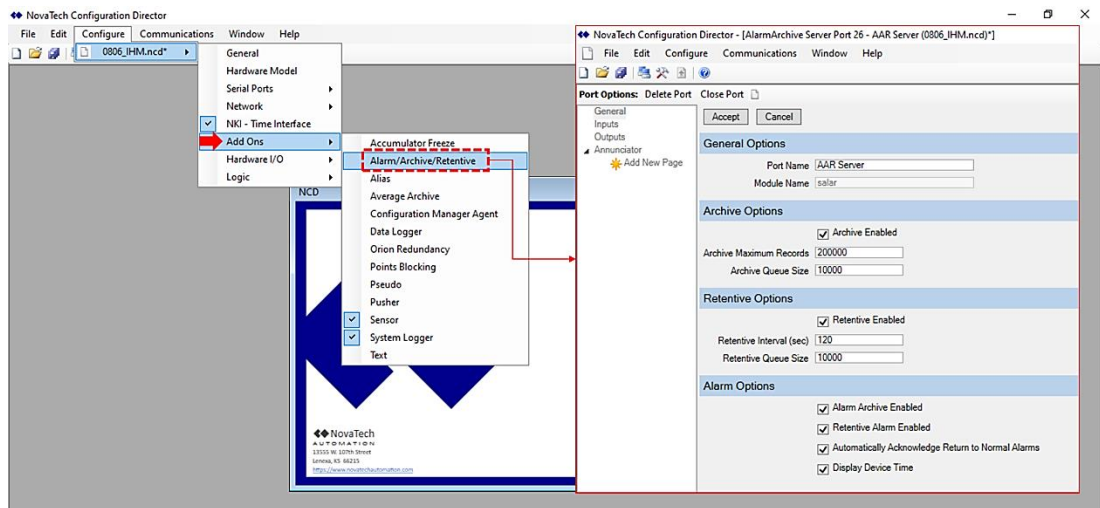 NovaTech Configuration Director
File Edit Configure Communications Window Help
0806_IHM.ncd*
General
Hardware Model
Serial Ports
Network
NKI - Time Interface
Add Ons
Hardware I/O
Logic
Accumulator Freeze
Alarm/Archive/Retentive
Alias
Average Archive
Configuration Manager Agent
Data Logger
Orion Redundancy
Points Blocking
Pseudo
Pusher
Sensor
System Logger
Text
NCD
NovaTech
AUTOMATION
13555 W. 107th Street
Lenexa, KS 66215
https://www.novatechautomation.com
NovaTech Configuration Director - [AlarmArchive Server Port 26 - AAR Server (0806_IHM.ncd)*]
File Edit Configure Communications Window Help
Port Options: Delete Port Close Port
General
Inputs
Outputs
Annunciator
Add New Page
Accept Cancel
General Options
Port Name AAR Server
Module Name salar
Archive Options
Archive Enabled
Archive Maximum Records 200000
Archive Queue Size 10000
Retentive Options
Retentive Enabled
Retentive Interval (sec) 120
Retentive Queue Size 10000
Alarm Options
Alarm Archive Enabled
Retentive Alarm Enabled
Automatically Acknowledge Return to Normal Alarms
Display Device Time